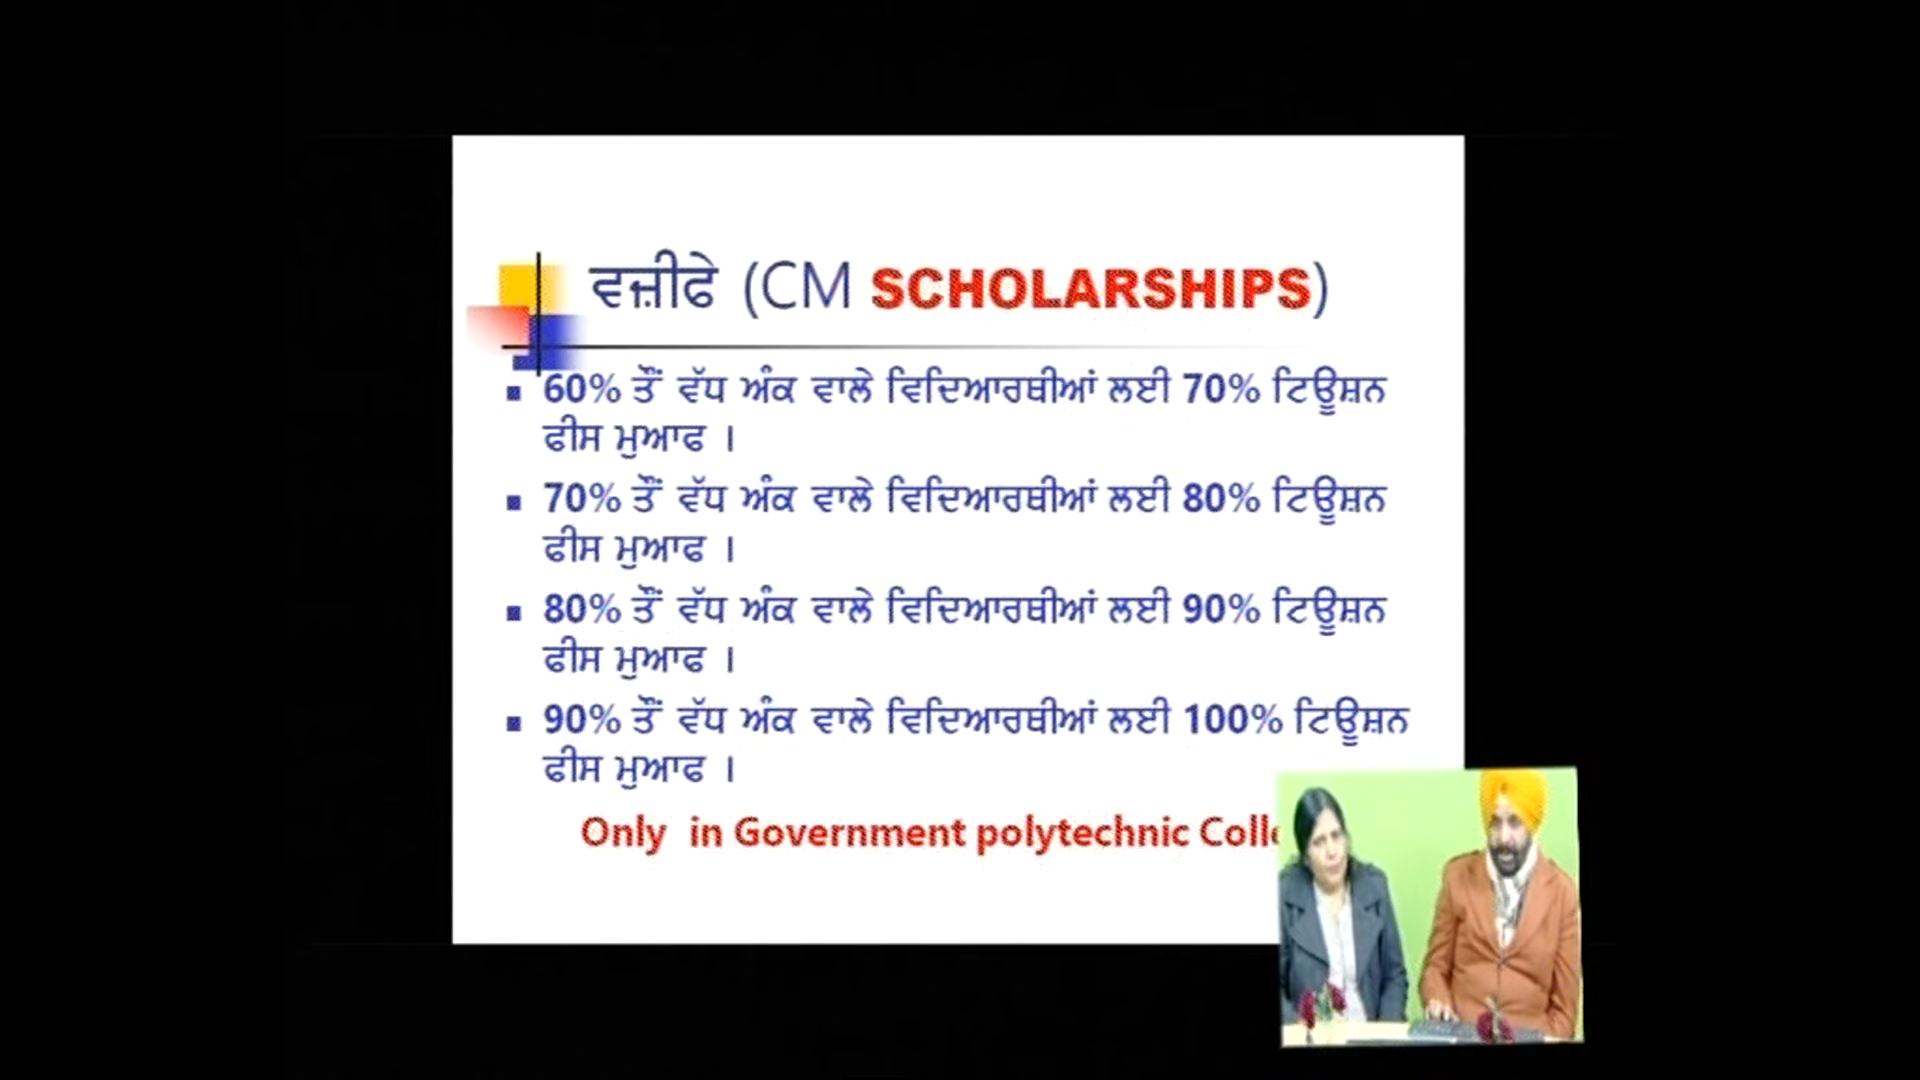 ਵਜ਼ੀਫੇ (CM SCHOLARSHIPS)
60% ਤੌਂ ਵੱਧ ਅੰਕ ਵਾਲੇ ਵਿਦਿਆਰਥੀਆਂ ਲਈ 70% ਟਿਊਸ਼ਨ
ਫੀਸ ਮੁਆਫ ।
70% ਤੌਂ ਵੱਧ ਅੰਕ ਵਾਲੇ ਵਿਦਿਆਰਥੀਆਂ ਲਈ 80% ਟਿਊਸ਼ਨ
ਫੀਸ ਮੁਆਫ ।
80% ਤੌਂ ਵੱਧ ਅੰਕ ਵਾਲੇ ਵਿਦਿਆਰਥੀਆਂ ਲਈ 90% ਟਿਊਸ਼ਨ
ਫੀਸ ਮੁਆਫ ।
90% ਤੌਂ ਵੱਧ ਅੰਕ ਵਾਲੇ ਵਿਦਿਆਰਥੀਆਂ ਲਈ 100% ਟਿਊਸ਼ਨ
ਫੀਸ ਮੁਆਫ ।
Only in Government polytechnic